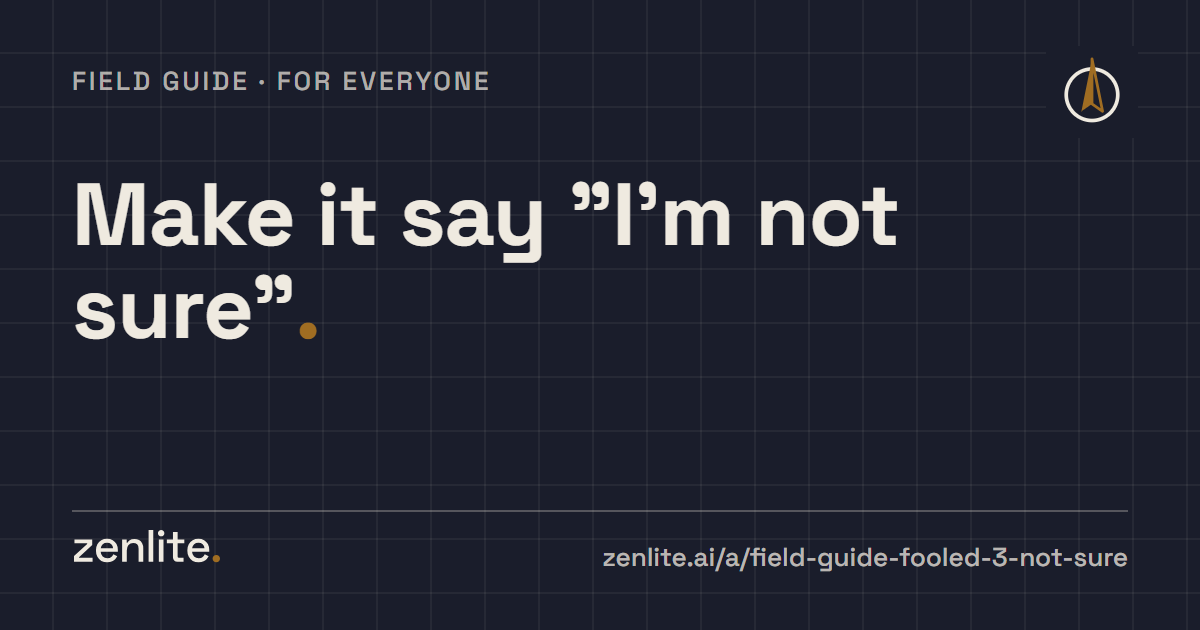 FIELD GUIDE · FOR EVERYONE
Make it say ”I’m not
sure”.
zenlite.
zenlite.ai/a/field-guide-fooled-3-not-sure